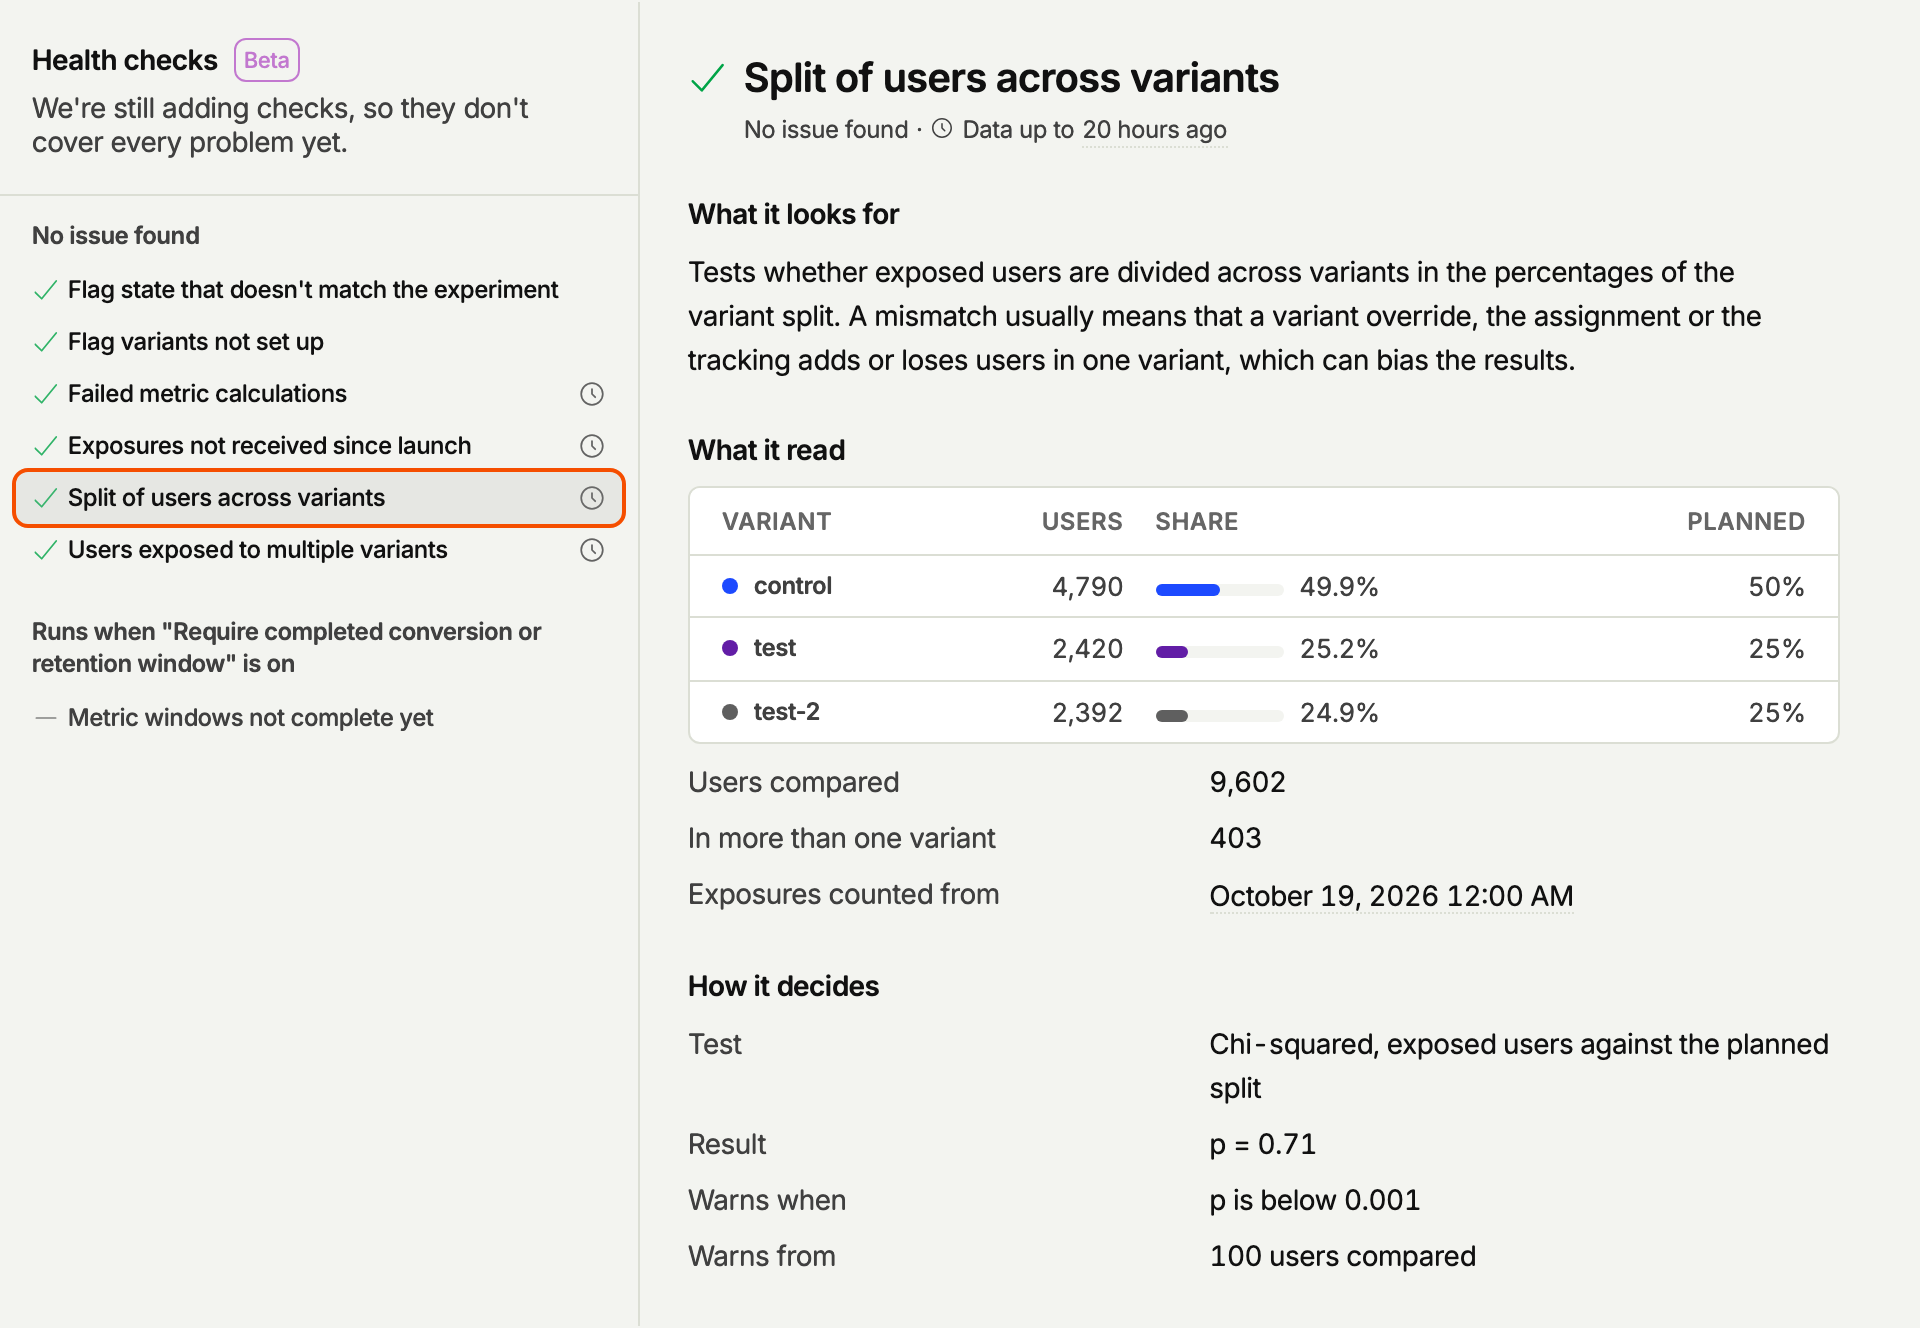 Health checks Beta
We're still adding checks, so they don't
cover every problem yet.
No issue found
Flag state that doesn't match the experiment
Flag variants not set up
Failed metric calculations
Exposures not received since launch
Split of users across variants
Users exposed to multiple variants
Runs when "Require completed conversion or
retention window" is on
— Metric windows not complete yet
Split of users across variants
No issue found · Data up to 20 hours ago
What it looks for
Tests whether exposed users are divided across variants in the percentages of the
variant split. A mismatch usually means that a variant override, the assignment or the
tracking adds or loses users in one variant, which can bias the results.
What it read
VARIANT USERS SHARE PLANNED
control 4,790 49.9% 50%
test 2,420 25.2% 25%
test-2 2,392 24.9% 25%
Users compared 9,602
In more than one variant 403
Exposures counted from October 19, 2026 12:00 AM
How it decides
Test Chi-squared, exposed users against the planned
split
Result p = 0.71
Warns when p is below 0.001
Warns from 100 users compared